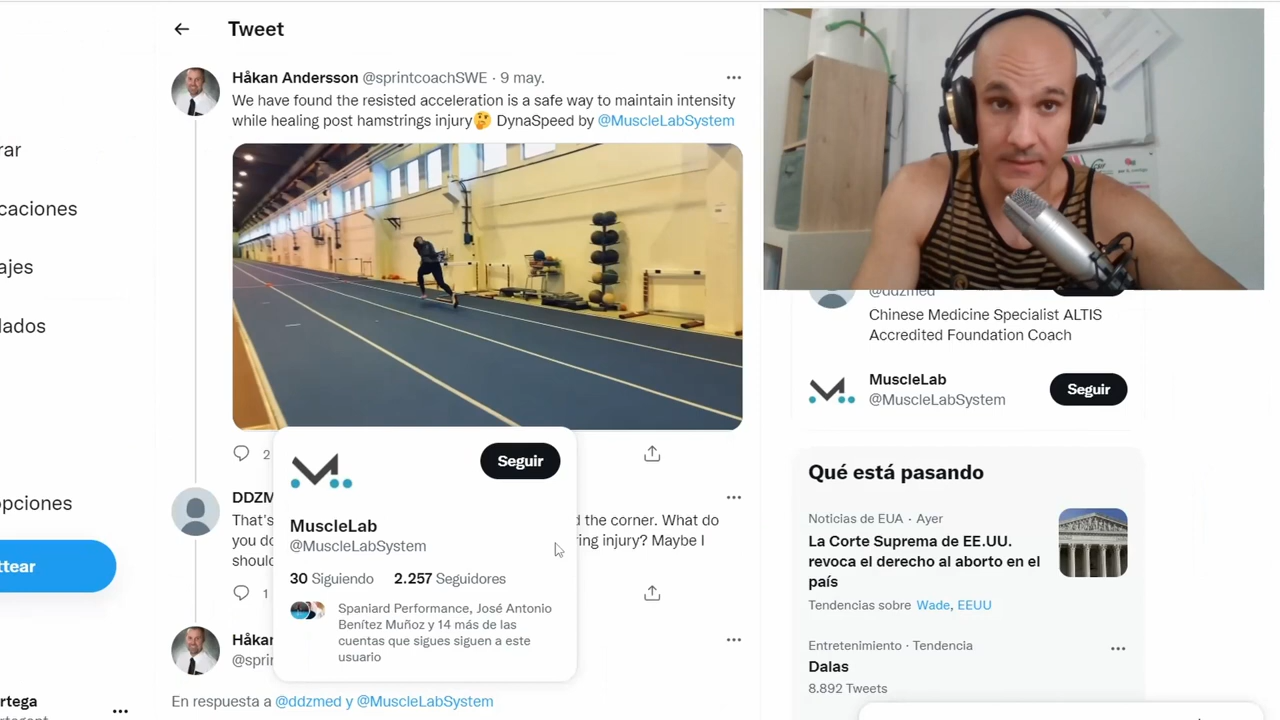 Tweet
Håkan Andersson @sprintcoachSWE · 9 may.
We have found the resisted acceleration is a safe way to maintain intensity
while healing post hamstrings injury🤔 DynaSpeed by @MuscleLabSystem
rar
caciones
ajes
lados
opciones
ttear
rtega
2
DDZM
That's
d the corner. What do
you do
ring injury? Maybe I
should
1
Seguir
MuscleLab
@MuscleLabSystem
30 Siguiendo 2.257 Seguidores
Spaniard Performance, José Antonio
Benítez Muñoz y 14 más de las
cuentas que sigues siguen a este
usuario
Håkan
@sprin
En respuesta a @ddzmed y @MuscleLabSystem
@ddzmed
Chinese Medicine Specialist ALTIS
Accredited Foundation Coach
MuscleLab
@MuscleLabSystem
Seguir
Qué está pasando
Noticias de EUA · Ayer
La Corte Suprema de EE.UU.
revoca el derecho al aborto en el
país
Tendencias sobre Wade, EEUU
Entretenimiento · Tendencia
Dalas
8.892 Tweets